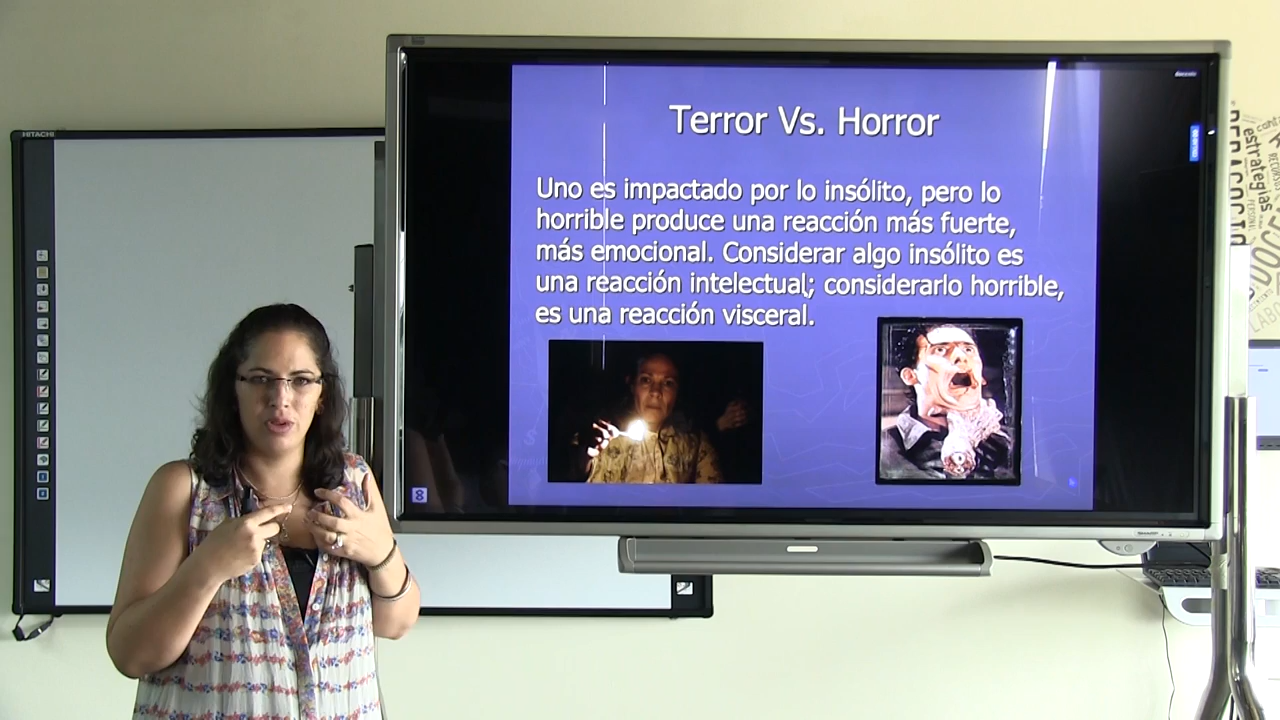 HITACHI
Terror Vs. Horror
Uno es impactado por lo insólito, pero lo
horrible produce una reacción más fuerte,
más emocional. Considerar algo insólito es
una reacción intelectual; considerarlo horrible,
es una reacción visceral.
estrategias
SHARP